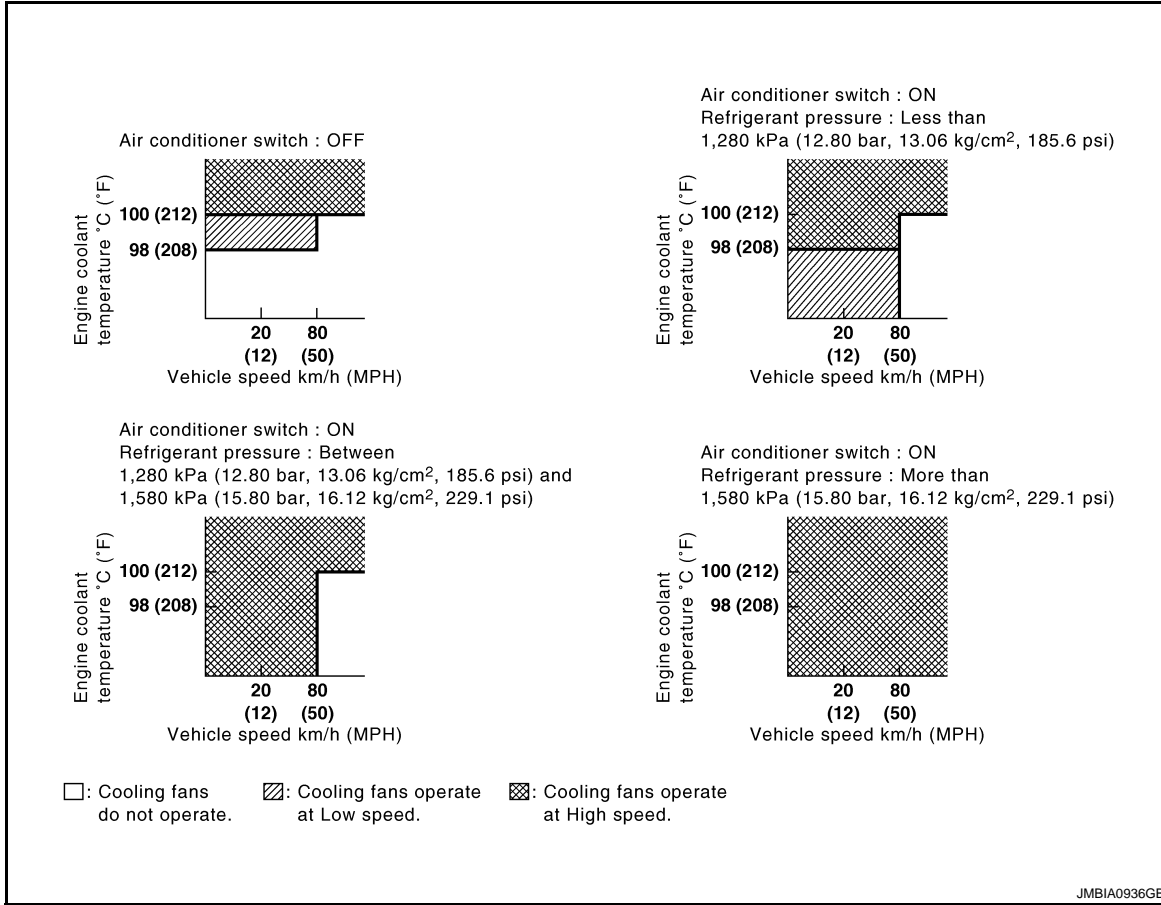 Air conditioner switch : OFF
Engine coolant
temperature °C (°F)
100 (212)
98 (208)
20
(12)
80
(50)
Vehicle speed km/h (MPH)
Air conditioner switch : ON
Refrigerant pressure : Less than
1,280 kPa (12.80 bar, 13.06 kg/cm2, 185.6 psi)
Engine coolant
temperature °C (°F)
100 (212)
98 (208)
20
(12)
80
(50)
Vehicle speed km/h (MPH)
Air conditioner switch : ON
Refrigerant pressure : Between
1,280 kPa (12.80 bar, 13.06 kg/cm2, 185.6 psi) and
1,580 kPa (15.80 bar, 16.12 kg/cm2, 229.1 psi)
Engine coolant
temperature °C (°F)
100 (212)
98 (208)
20
(12)
80
(50)
Vehicle speed km/h (MPH)
Air conditioner switch : ON
Refrigerant pressure : More than
1,580 kPa (15.80 bar, 16.12 kg/cm2, 229.1 psi)
Engine coolant
temperature °C (°F)
100 (212)
98 (208)
20
(12)
80
(50)
Vehicle speed km/h (MPH)
: Cooling fans
do not operate.
: Cooling fans operate
at Low speed.
: Cooling fans operate
at High speed.
JMBIA0936GB